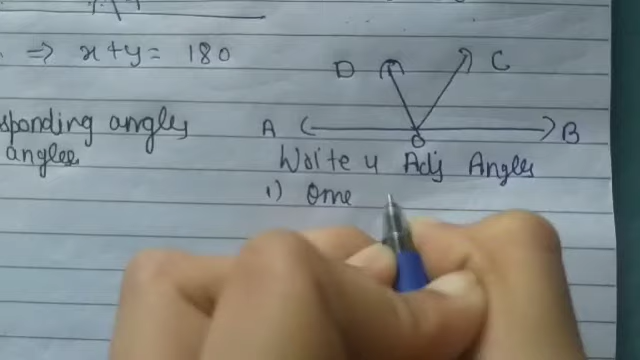 ⇒ x+y= 180
D C
sponding angles
A B
O
angles
Write 4 Adj Angles
1) One